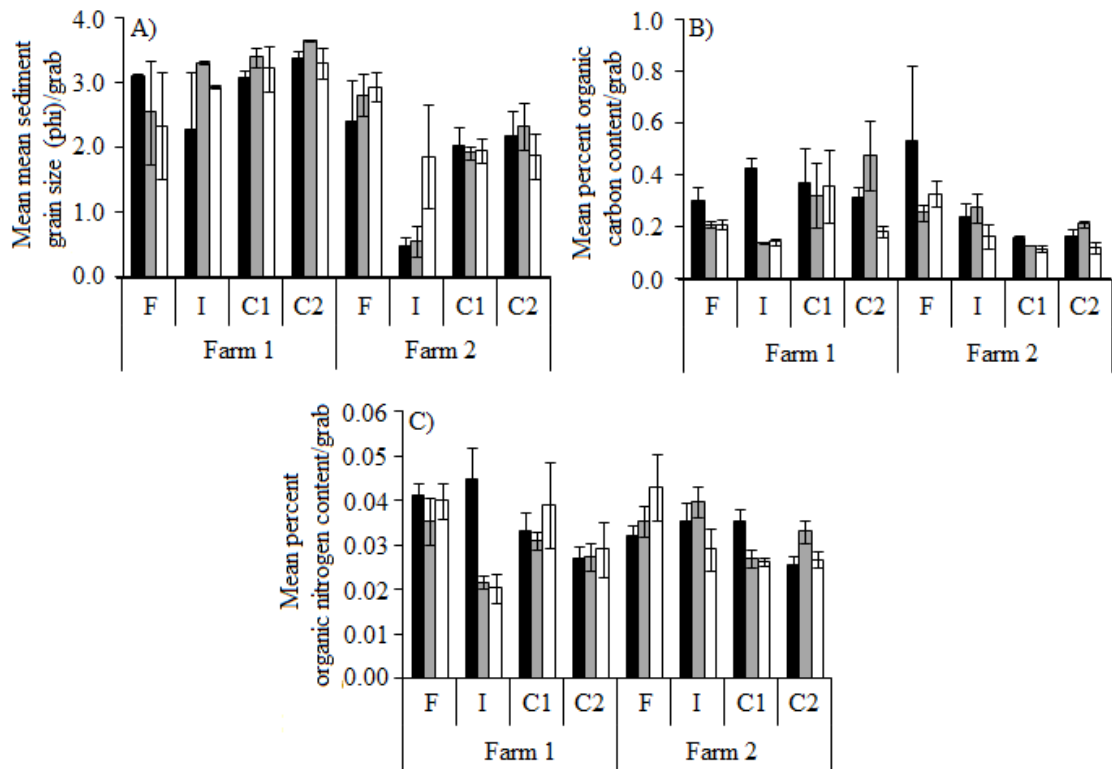 A)
Mean mean sediment
grain size (phi)/grab
4.0
3.0
2.0
1.0
0.0
F I C1 C2 F I C1 C2
Farm 1 Farm 2
B)
Mean percent organic
carbon content/grab
1.0
0.8
0.6
0.4
0.2
0.0
F I C1 C2 F I C1 C2
Farm 1 Farm 2
C)
Mean percent
organic nitrogen content/grab
0.06
0.05
0.04
0.03
0.02
0.01
0.00
F I C1 C2 F I C1 C2
Farm 1 Farm 2